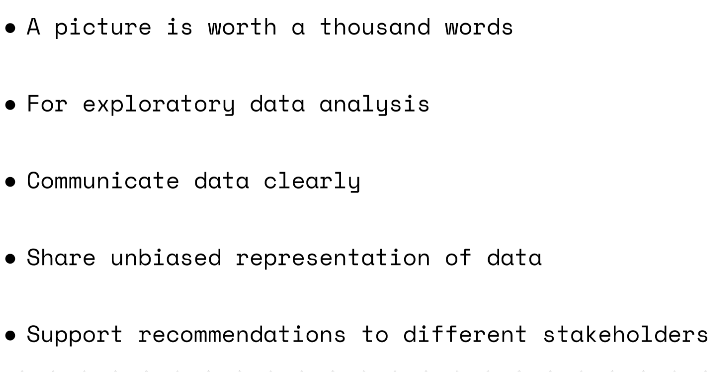 • A picture is worth a thousand words
• For exploratory data analysis
• Communicate data clearly
• Share unbiased representation of data
• Support recommendations to different stakeholders